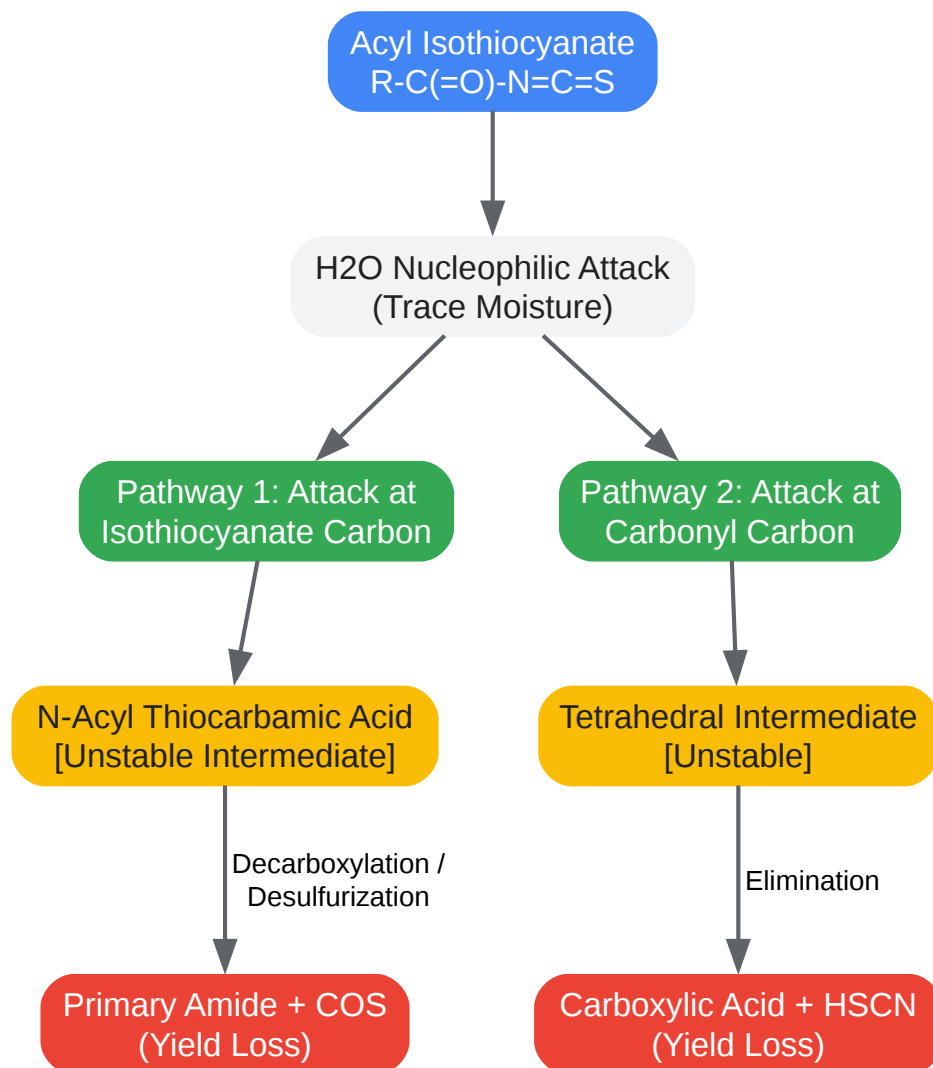 Acyl Isothiocyanate
R-C(=O)-N=C=S
H2O Nucleophilic Attack
(Trace Moisture)
Pathway 1: Attack at
Isothiocyanate Carbon
Pathway 2: Attack at
Carbonyl Carbon
N-Acyl Thiocarbamic Acid
[Unstable Intermediate]
Tetrahedral Intermediate
[Unstable]
Decarboxylation /
Desulfurization
Elimination
Primary Amide + COS
(Yield Loss)
Carboxylic Acid + HSCN
(Yield Loss)